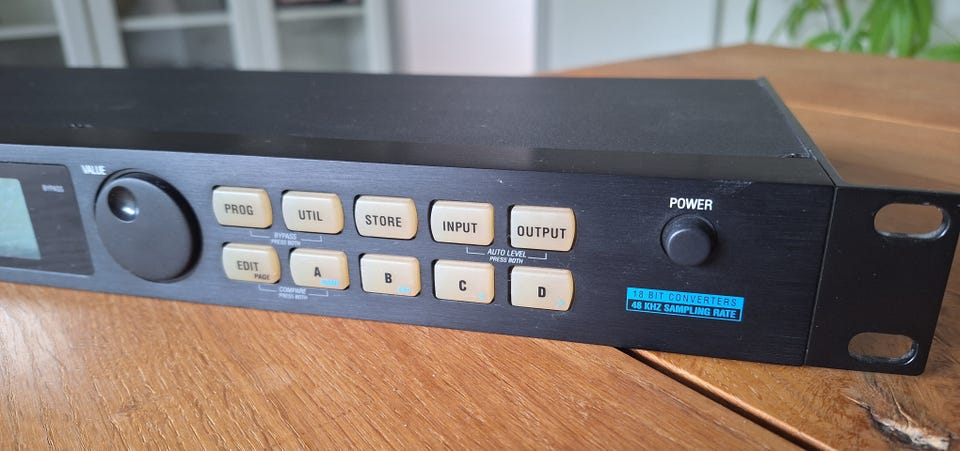 VALUE
BYPASS
PROG
UTIL
STORE
INPUT
OUTPUT
BYPASS
PRESS BOTH
AUTO LEVEL
PRESS BOTH
EDIT
PAGE
A
B
C
D
COMPARE
PRESS BOTH
POWER
18 BIT CONVERTERS
48 KHZ SAMPLING RATE